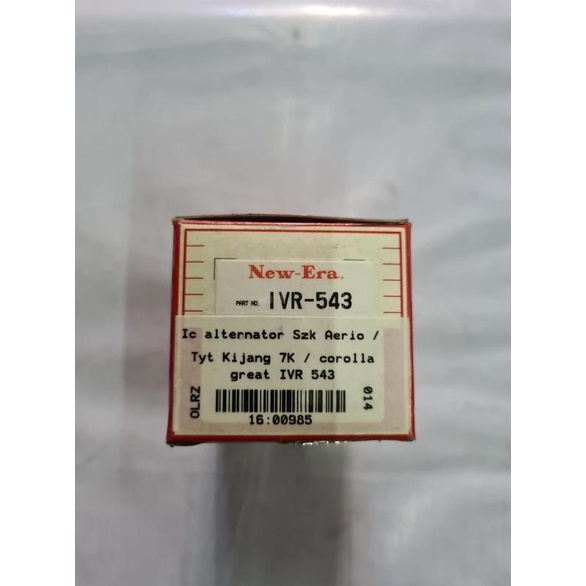 New-Era.
PART NO. IVR-543
Ic alternator Szk Aerio /
Tyt Kijang 7K / corolla
great IVR 543
OLRZ
014
16:00985